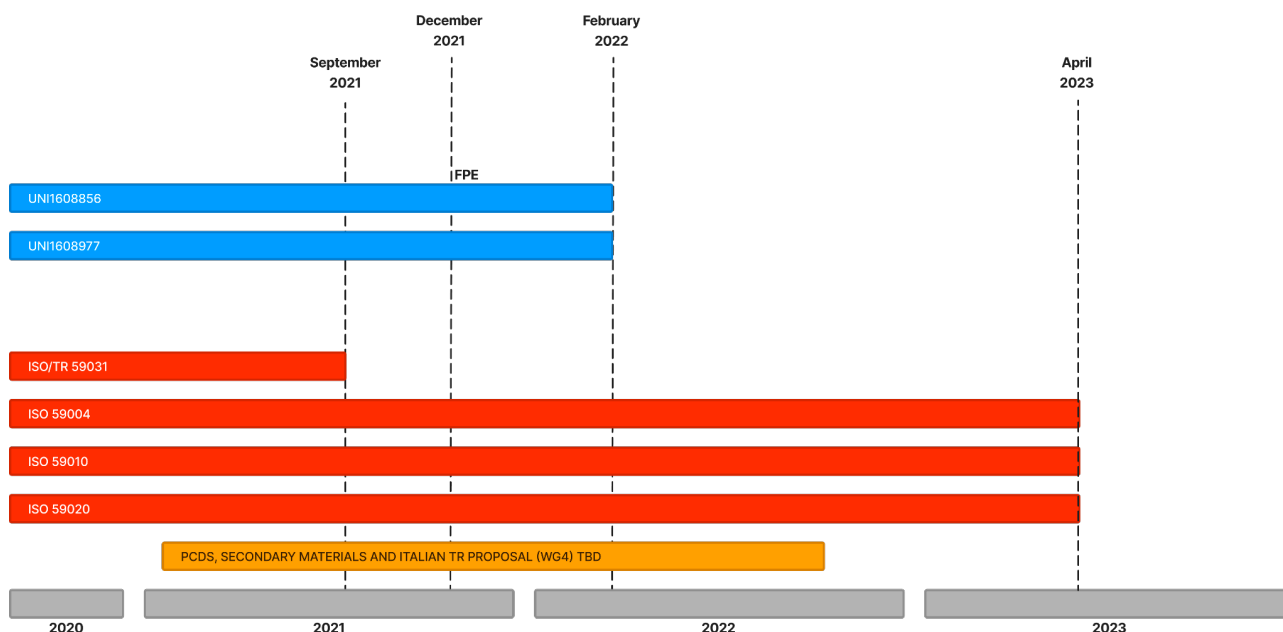 December
2021
February
2022
September
2021
April
2023
FPE
UNI1608856
UNI1608977
ISO/TR 59031
ISO 59004
ISO 59010
ISO 59020
PCDS, SECONDARY MATERIALS AND ITALIAN TR PROPOSAL (WG4) TBD
2020
2021
2022
2023